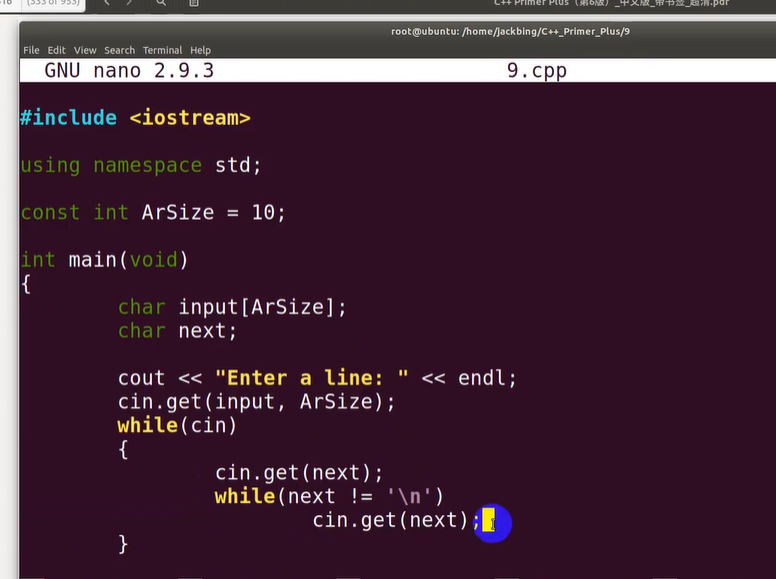 (333 of 953)
C++ Primer Plus（第6版）_中文版_带书签_超清.pdf
root@ubuntu: /home/jackbing/C++_Primer_Plus/9
File Edit View Search Terminal Help
GNU nano 2.9.3 9.cpp
#include <iostream>
using namespace std;
const int ArSize = 10;
int main(void)
{
char input[ArSize];
char next;
cout << "Enter a line: " << endl;
cin.get(input, ArSize);
while(cin)
{
cin.get(next);
while(next != '\n')
cin.get(next);
}